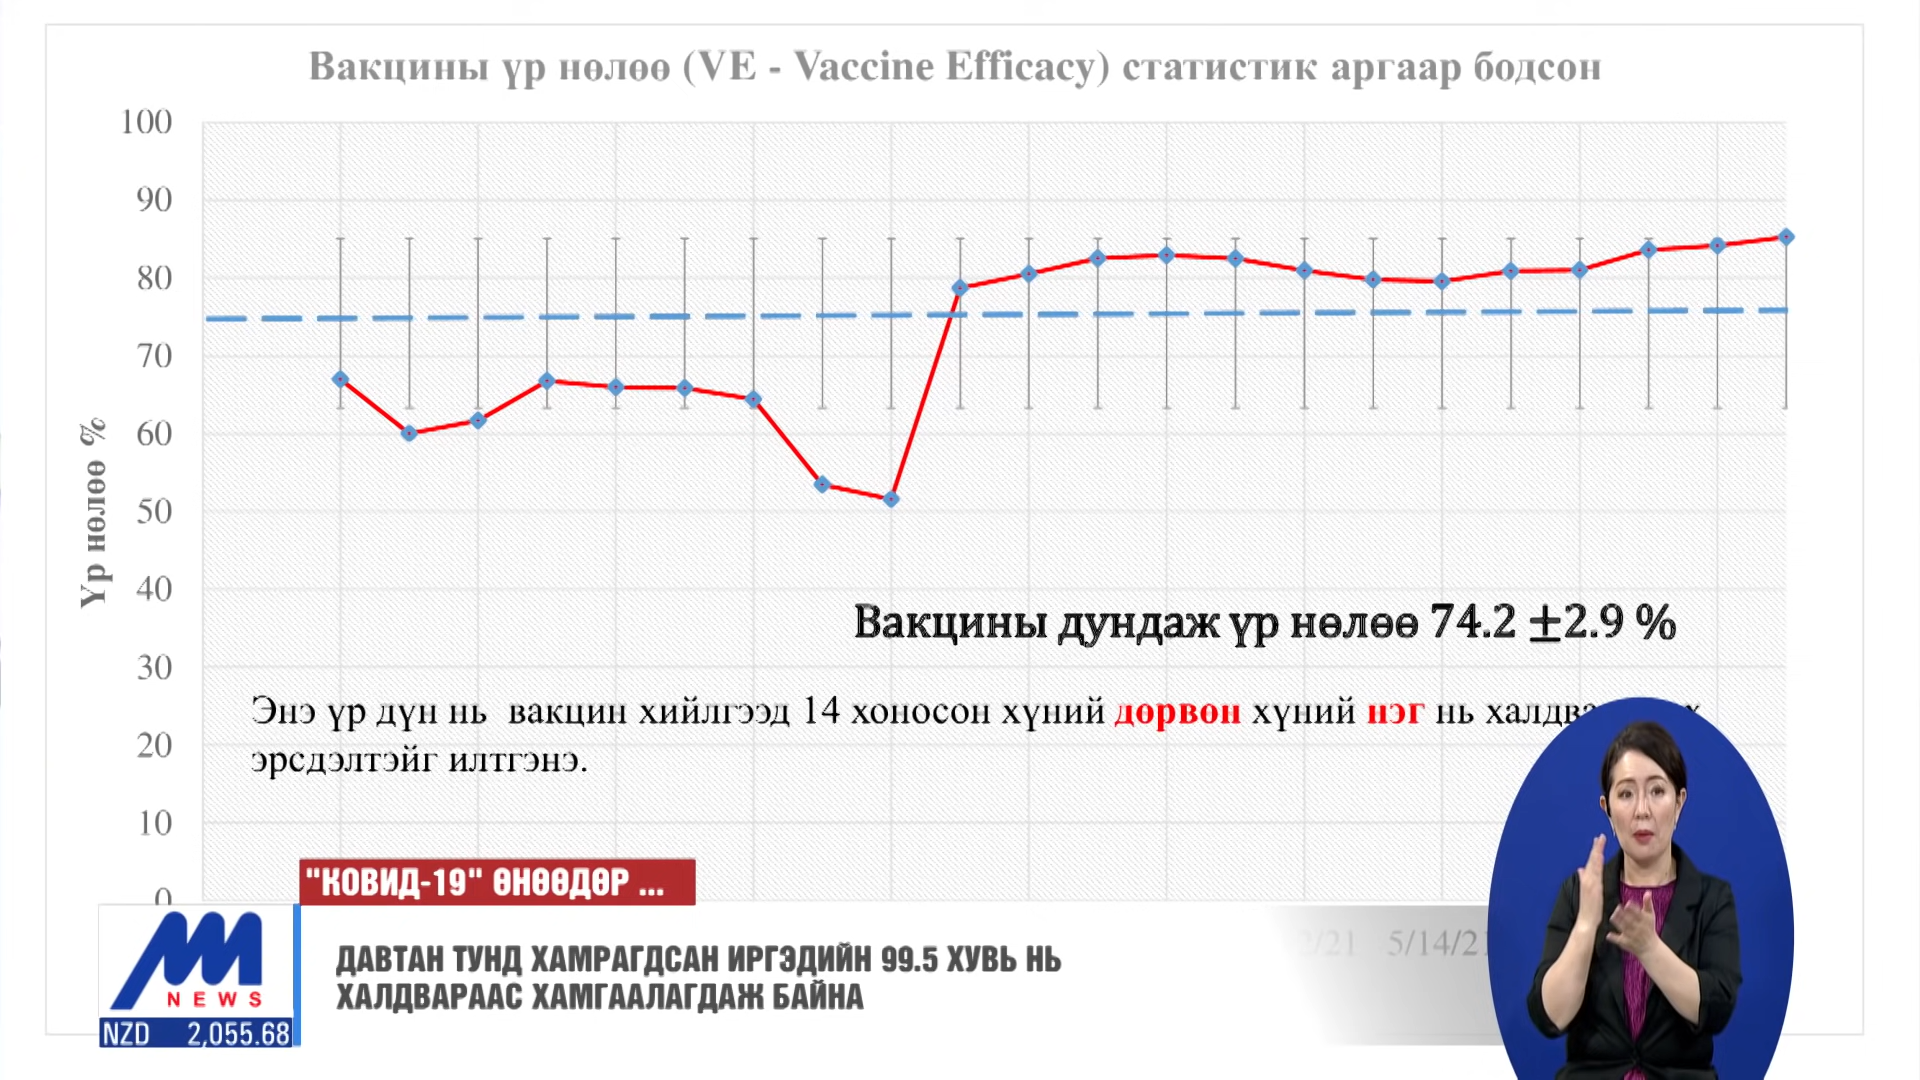 Вакцины үр нөлөө (VE - Vaccine Efficacy) статистик аргаар бодсон
100
90
80
70
60
50
40
30
20
10
0
Үр нөлөө %
Вакцины дундаж үр нөлөө 74.2 ±2.9 %
Энэ үр дүн нь вакцин хийлгээд 14 хоносон хүний дөрвөн хүний нэг нь
эрсдэлтэйг илтгэнэ.
"КОВИД-19" ӨНӨӨДӨР ...
ДАВТАН ТУНД ХАМРАГДСАН ИРГЭДИЙН 99.5 ХУВЬ НЬ
ХАЛДВАРААС ХАМГААЛАГДАЖ БАЙНА
5/14/21
NEWS
NZD 2,055.68